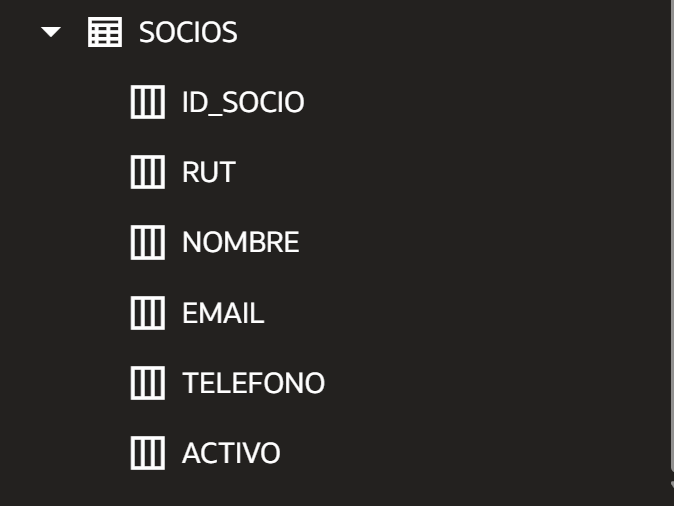 SOCIOS
ID_SOCIO
RUT
NOMBRE
EMAIL
TELEFONO
ACTIVO